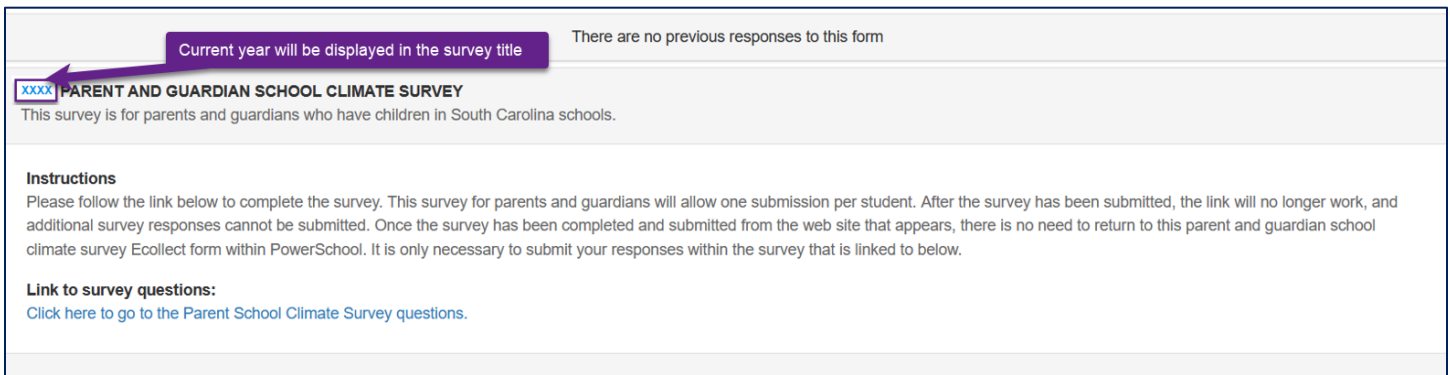 There are no previous responses to this form
Current year will be displayed in the survey title
XXXX PARENT AND GUARDIAN SCHOOL CLIMATE SURVEY
This survey is for parents and guardians who have children in South Carolina schools.
Instructions
Please follow the link below to complete the survey. This survey for parents and guardians will allow one submission per student. After the survey has been submitted, the link will no longer work, and
additional survey responses cannot be submitted. Once the survey has been completed and submitted from the web site that appears, there is no need to return to this parent and guardian school
climate survey Ecollect form within PowerSchool. It is only necessary to submit your responses within the survey that is linked to below.
Link to survey questions:
Click here to go to the Parent School Climate Survey questions.